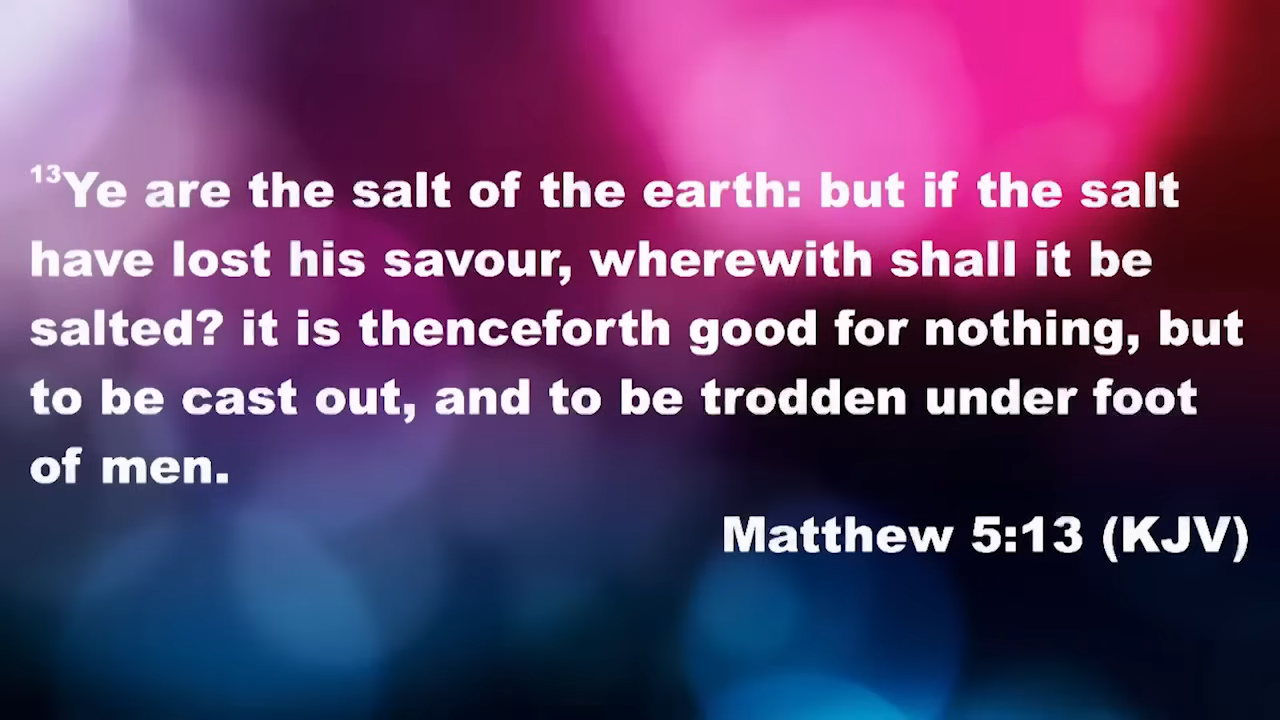 ¹³Ye are the salt of the earth: but if the salt
have lost his savour, wherewith shall it be
salted? it is thenceforth good for nothing, but
to be cast out, and to be trodden under foot
of men.
Matthew 5:13 (KJV)